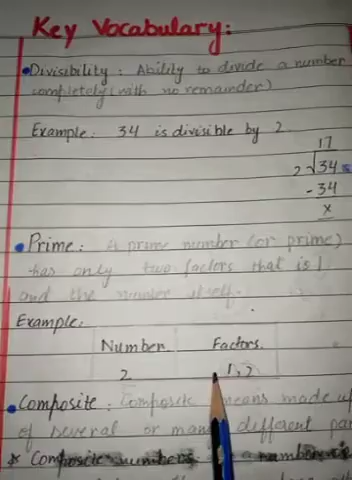 Key Vocabulary:
Divisibility: Ability to divide a number
completely (with no remainder)
Example: 34 is divisible by 2.
17
2√34
-34
x
Prime: A prime number (or prime)
has only two factors that is 1
and the number itself.
Example:
Number Factors.
2 1, 2
Composite: Composite means made up
of several or many different par
* Composite numbers: a number